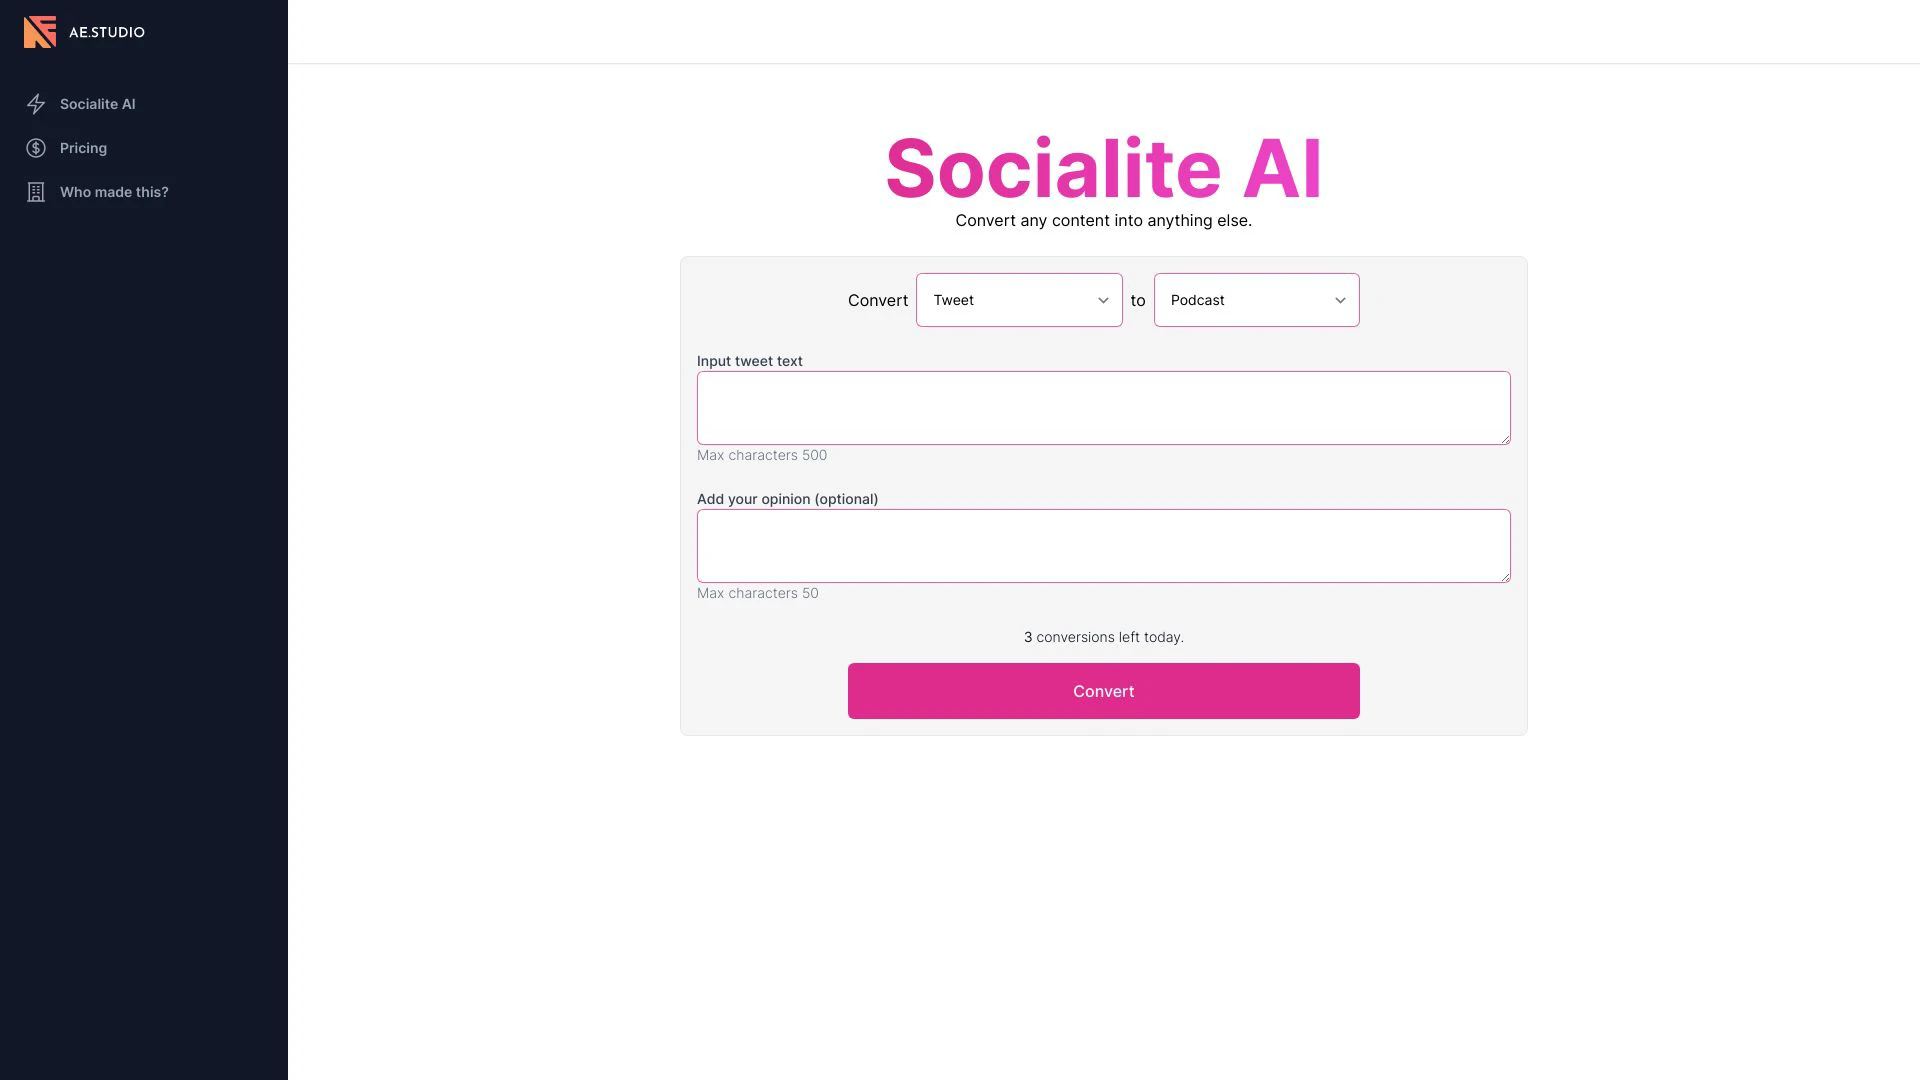 AE.STUDIO
Socialite AI
Pricing
Who made this?
Socialite AI
Convert any content into anything else.
Convert Tweet to Podcast
Input tweet text
Max characters 500
Add your opinion (optional)
Max characters 50
3 conversions left today.
Convert